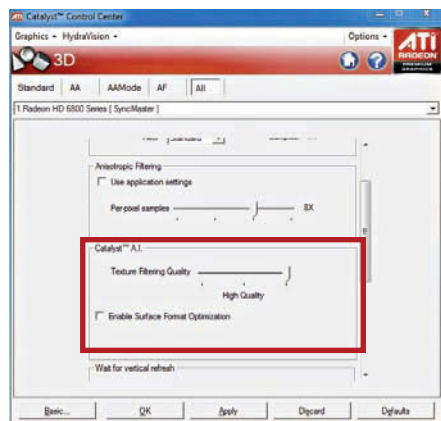 Catalyst™ Control Center
Graphics HydraVision Options
ATI
RADEON
PREMIUM
GRAPHICS
3D
Standard AA AAMode AF All
1.Radeon HD 6800 Series [ SyncMaster ]
Anisotropic Filtering
Use application settings
Per-pixel samples 8X
Catalyst™ A.I.
Texture Filtering Quality
High Quality
Enable Surface Format Optimization
Wait for vertical refresh
Basic... OK Apply Discard Defaults